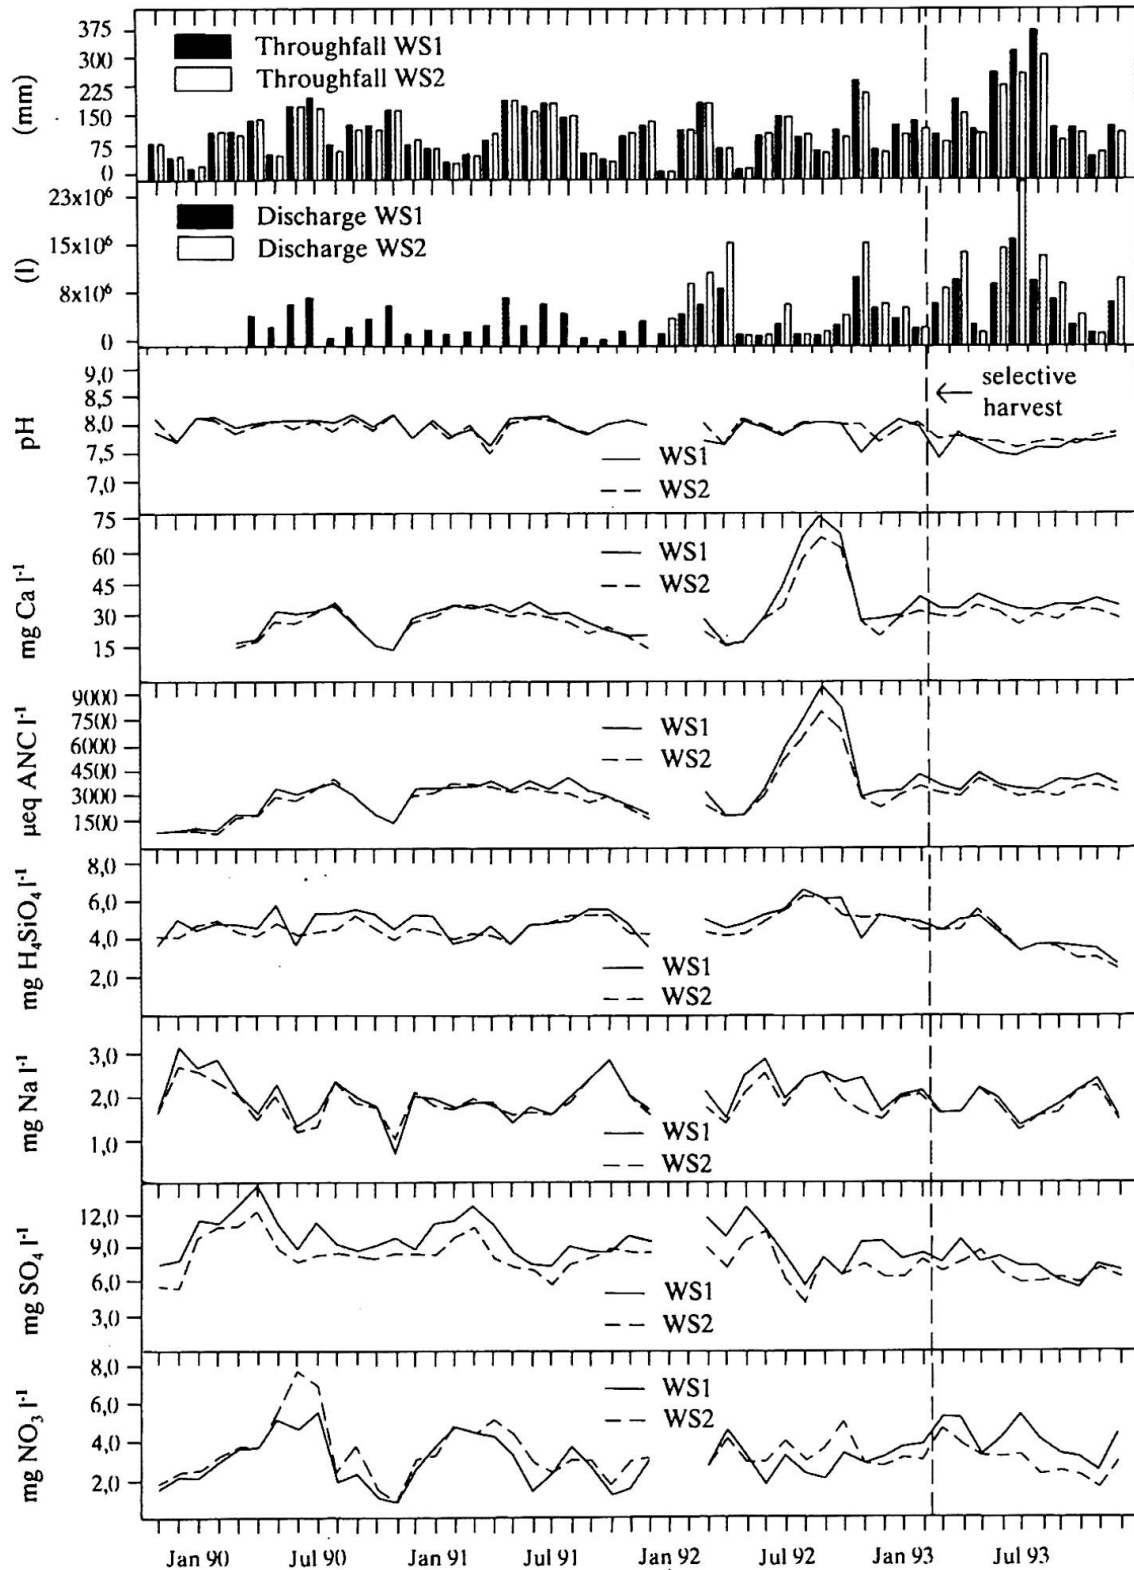 375
300
225
150
75
0
(mm)
Throughfall WS1
Throughfall WS2
23x10⁶
15x10⁶
8x10⁶
0
(l)
Discharge WS1
Discharge WS2
9,0
8,5
8,0
7,5
7,0
pH
selective
harvest
WS1
WS2
75
60
45
30
15
mg Ca l⁻¹
WS1
WS2
9000
7500
6000
4500
3000
1500
µeq ANC l⁻¹
WS1
WS2
8,0
6,0
4,0
2,0
mg H₄SiO₄ l⁻¹
WS1
WS2
3,0
2,0
1,0
mg Na l⁻¹
WS1
WS2
12,0
9,0
6,0
3,0
mg SO₄ l⁻¹
WS1
WS2
8,0
6,0
4,0
2,0
mg NO₃ l⁻¹
WS1
WS2
Jan 90 Jul 90 Jan 91 Jul 91 Jan 92 Jul 92 Jan 93 Jul 93